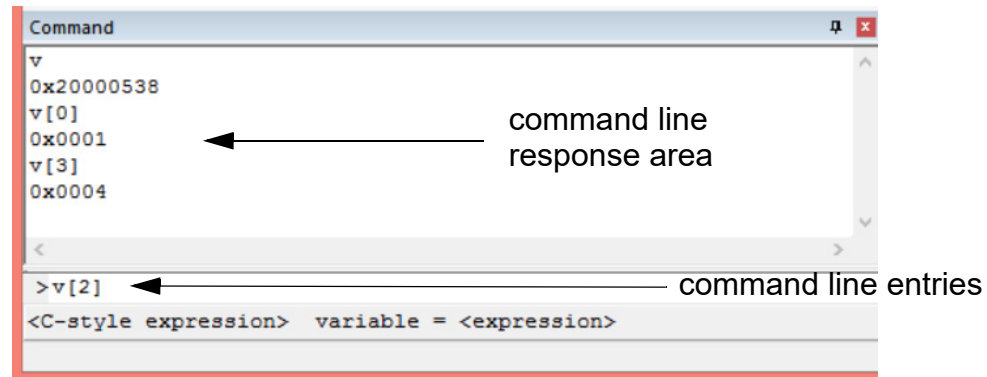 Command
v
0x20000538
v[0]
0x0001
v[3]
0x0004
command line
response area
>v[2]
command line entries
<C-style expression> variable = <expression>